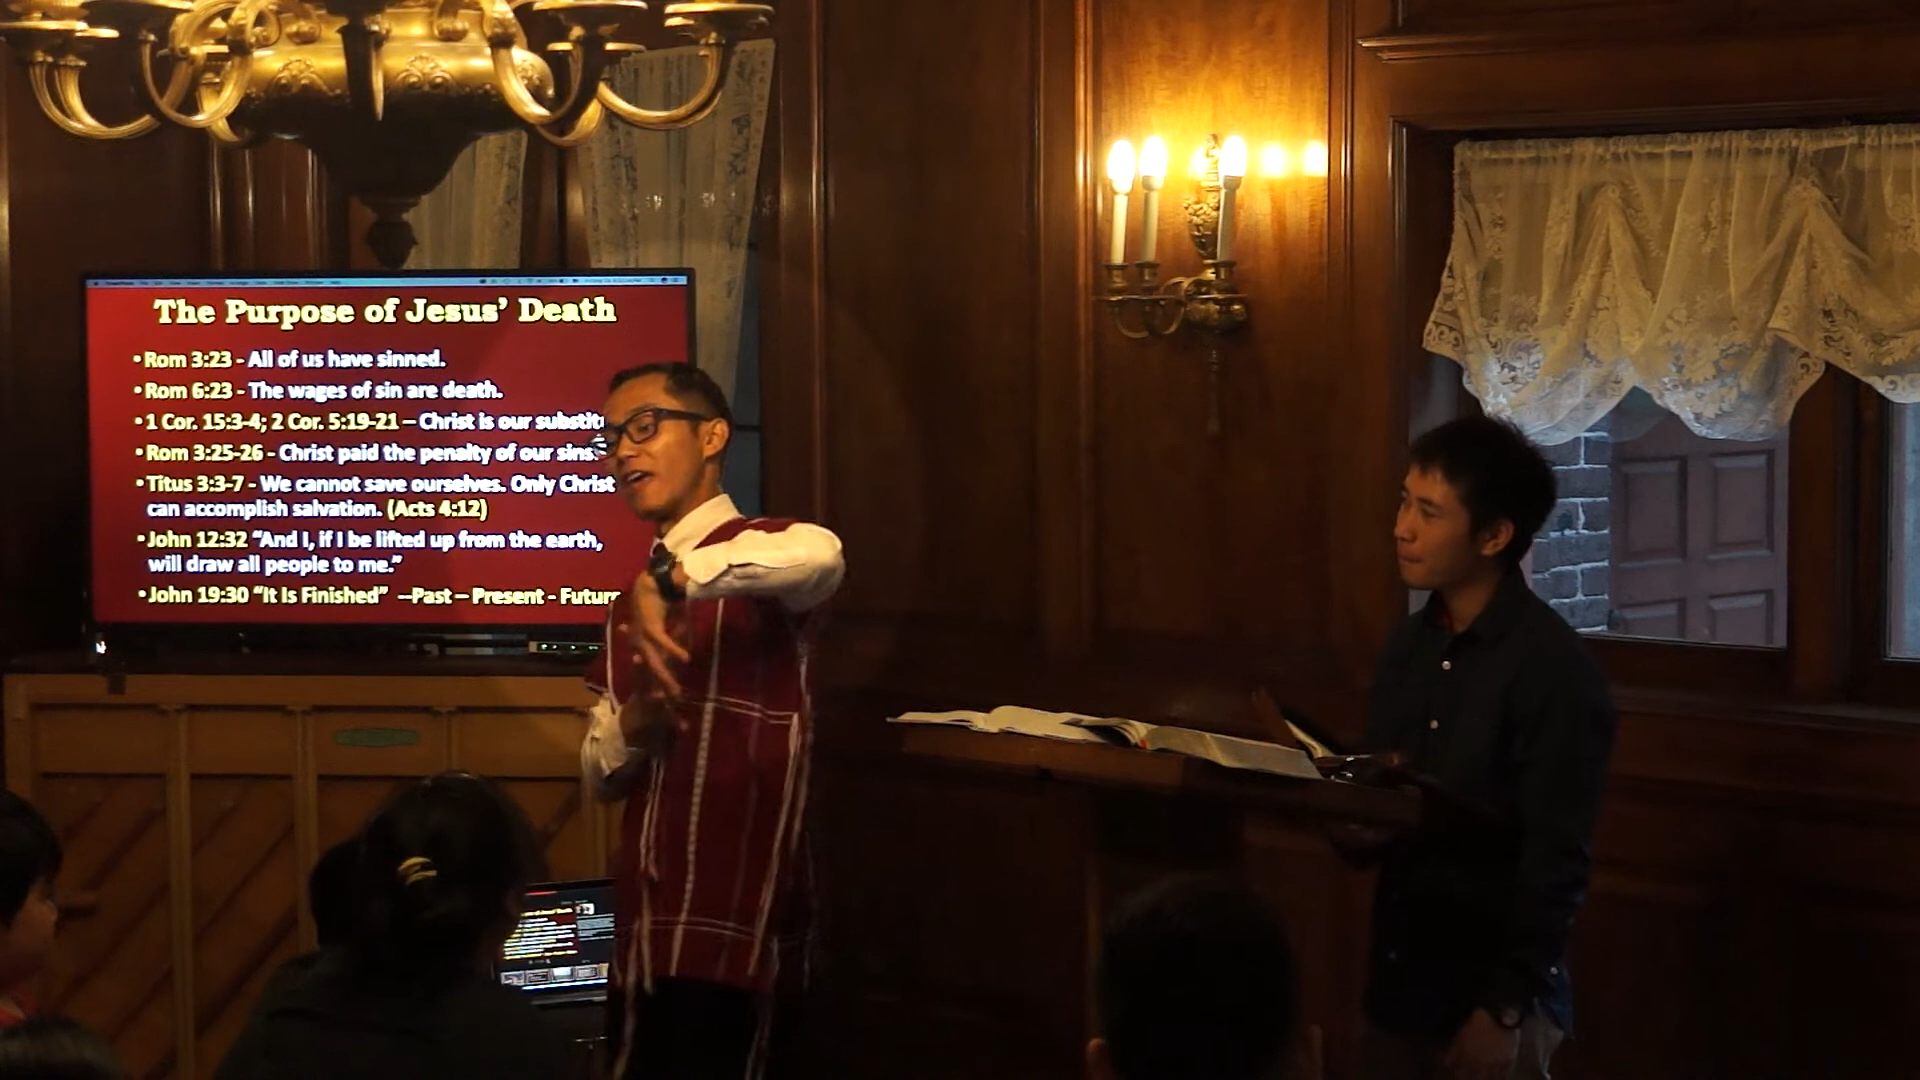 The Purpose of Jesus' Death
• Rom 3:23 - All of us have sinned.
• Rom 6:23 - The wages of sin are death.
• 1 Cor. 15:3-4; 2 Cor. 5:19-21 – Christ is our substitu
• Rom 3:25-26 - Christ paid the penalty of our sins.
• Titus 3:3-7 - We cannot save ourselves. Only Christ
can accomplish salvation. (Acts 4:12)
• John 12:32 “And I, if I be lifted up from the earth,
will draw all people to me.”
• John 19:30 “It Is Finished” --Past – Present - Future